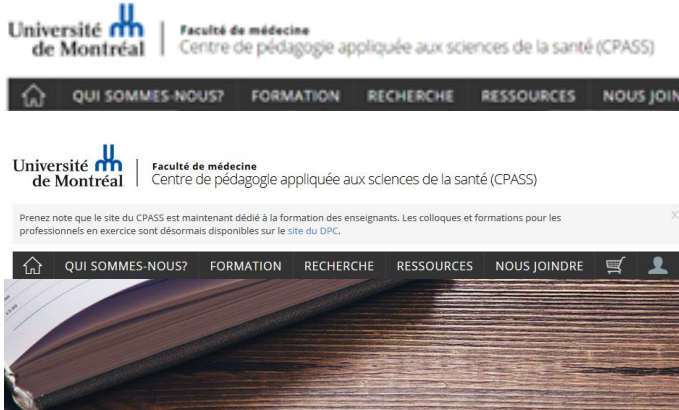 Université
de Montréal
Faculté de médecine
Centre de pédagogie appliquée aux sciences de la santé (CPASS)
QUI SOMMES-NOUS? FORMATION RECHERCHE RESSOURCES NOUS JOIN
Université
de Montréal
Faculté de médecine
Centre de pédagogie appliquée aux sciences de la santé (CPASS)
Prenez note que le site du CPASS est maintenant dédié à la formation des enseignants. Les colloques et formations pour les
professionnels en exercice sont désormais disponibles sur le site du DPC.
X
QUI SOMMES-NOUS? FORMATION RECHERCHE RESSOURCES NOUS JOINDRE